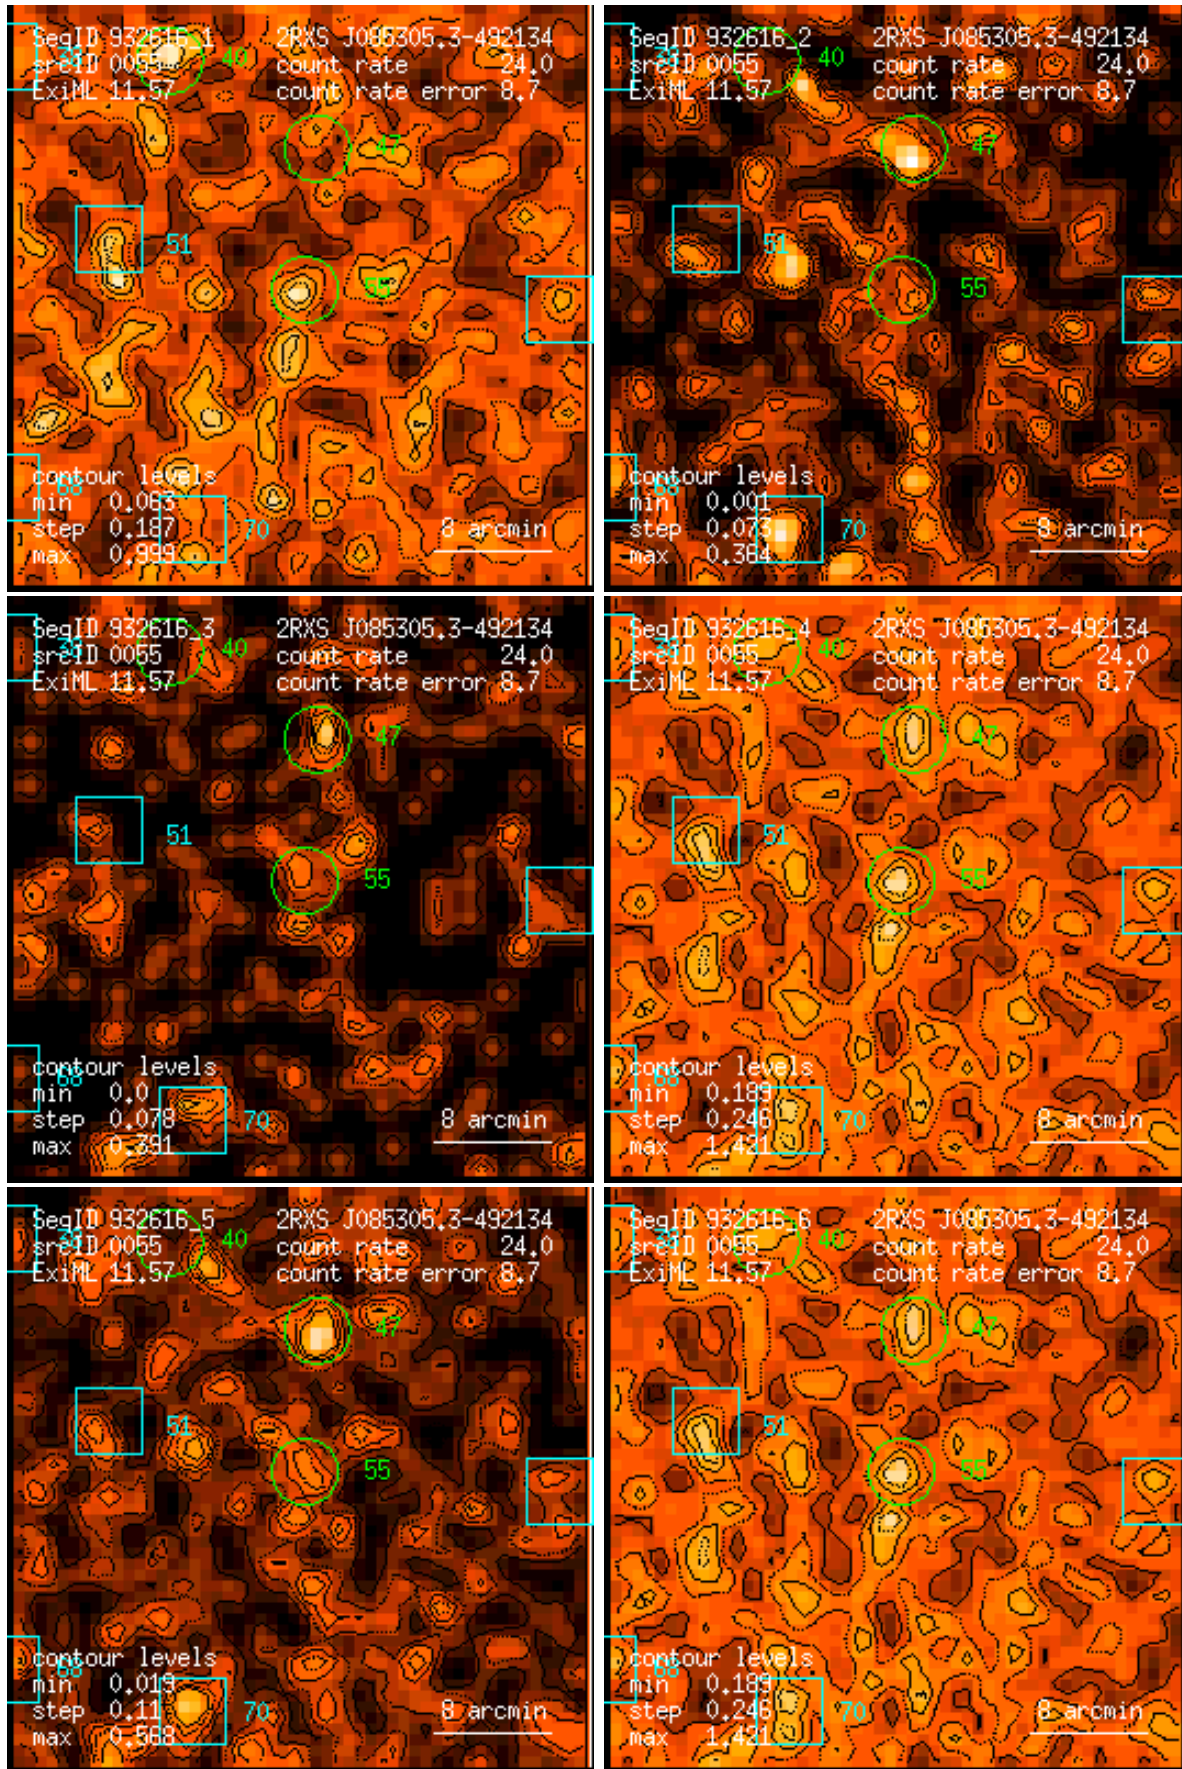 SegID 932616_1 2RXS J085305.3-492134
srcID 0055 count rate 24.0
ExiML 11.57 count rate error 8.7
40
47
51
55
contour levels
68
min 0.063
step 0.187 70 8 arcmin
max 0.999
SegID 932616_2 2RXS J085305.3-492134
srcID 0055 count rate 24.0
ExiML 11.57 count rate error 8.7
40
47
51
55
contour levels
68
min 0.001
step 0.073 70 8 arcmin
max 0.364
SegID 932616_3 2RXS J085305.3-492134
srcID 0055 count rate 24.0
ExiML 11.57 count rate error 8.7
40
47
51
55
contour levels
68
min 0.0
step 0.078 70 8 arcmin
max 0.391
SegID 932616_4 2RXS J085305.3-492134
srcID 0055 count rate 24.0
ExiML 11.57 count rate error 8.7
40
47
51
55
contour levels
68
min 0.189
step 0.246 70 8 arcmin
max 1.421
SegID 932616_5 2RXS J085305.3-492134
srcID 0055 count rate 24.0
ExiML 11.57 count rate error 8.7
40
47
51
55
contour levels
68
min 0.019
step 0.11 70 8 arcmin
max 0.568
SegID 932616_6 2RXS J085305.3-492134
srcID 0055 count rate 24.0
ExiML 11.57 count rate error 8.7
40
47
51
55
contour levels
68
min 0.189
step 0.246 70 8 arcmin
max 1.421